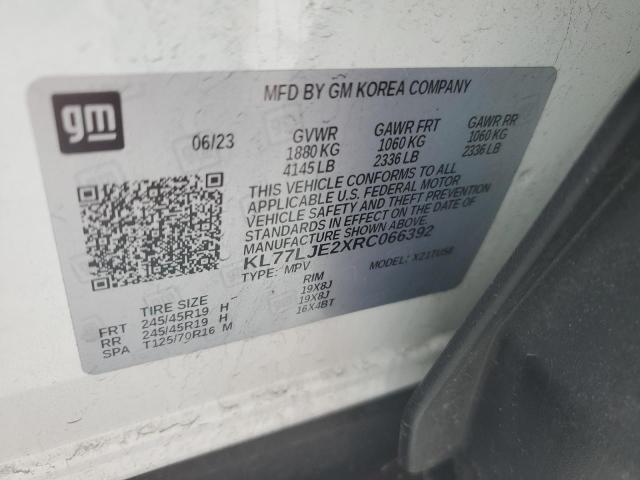 gm
MFD BY GM KOREA COMPANY
06/23 GVWR GAWR FRT GAWR RR
1880 KG 1060 KG 1060 KG
4145 LB 2336 LB 2336 LB
THIS VEHICLE CONFORMS TO ALL
APPLICABLE U.S. FEDERAL MOTOR
VEHICLE SAFETY AND THEFT PREVENTION
STANDARDS IN EFFECT ON THE DATE OF
MANUFACTURE SHOWN ABOVE.
KL77LJE2XRC066392
TYPE: MPV MODEL: X21TUSE
TIRE SIZE RIM
FRT 245/45R19 H 19X8J
RR 245/45R19 H 19X8J
SPA T125/70R16 M 16X4BT